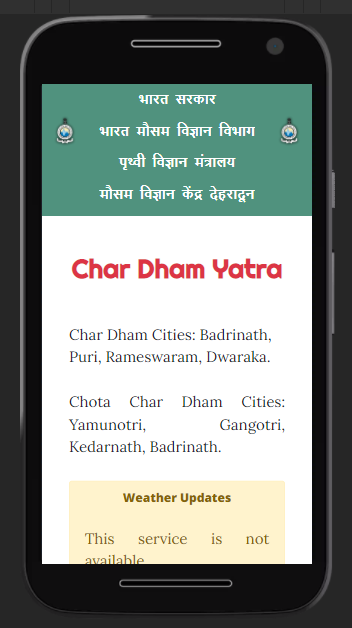 भारत सरकार
भारत मौसम विज्ञान विभाग
पृथ्वी विज्ञान मंत्रालय
मौसम विज्ञान केंद्र देहरादून
Char Dham Yatra
Char Dham Cities: Badrinath,
Puri, Rameswaram, Dwaraka.
Chota Char Dham Cities:
Yamunotri, Gangotri,
Kedarnath, Badrinath.
Weather Updates
This service is not
available